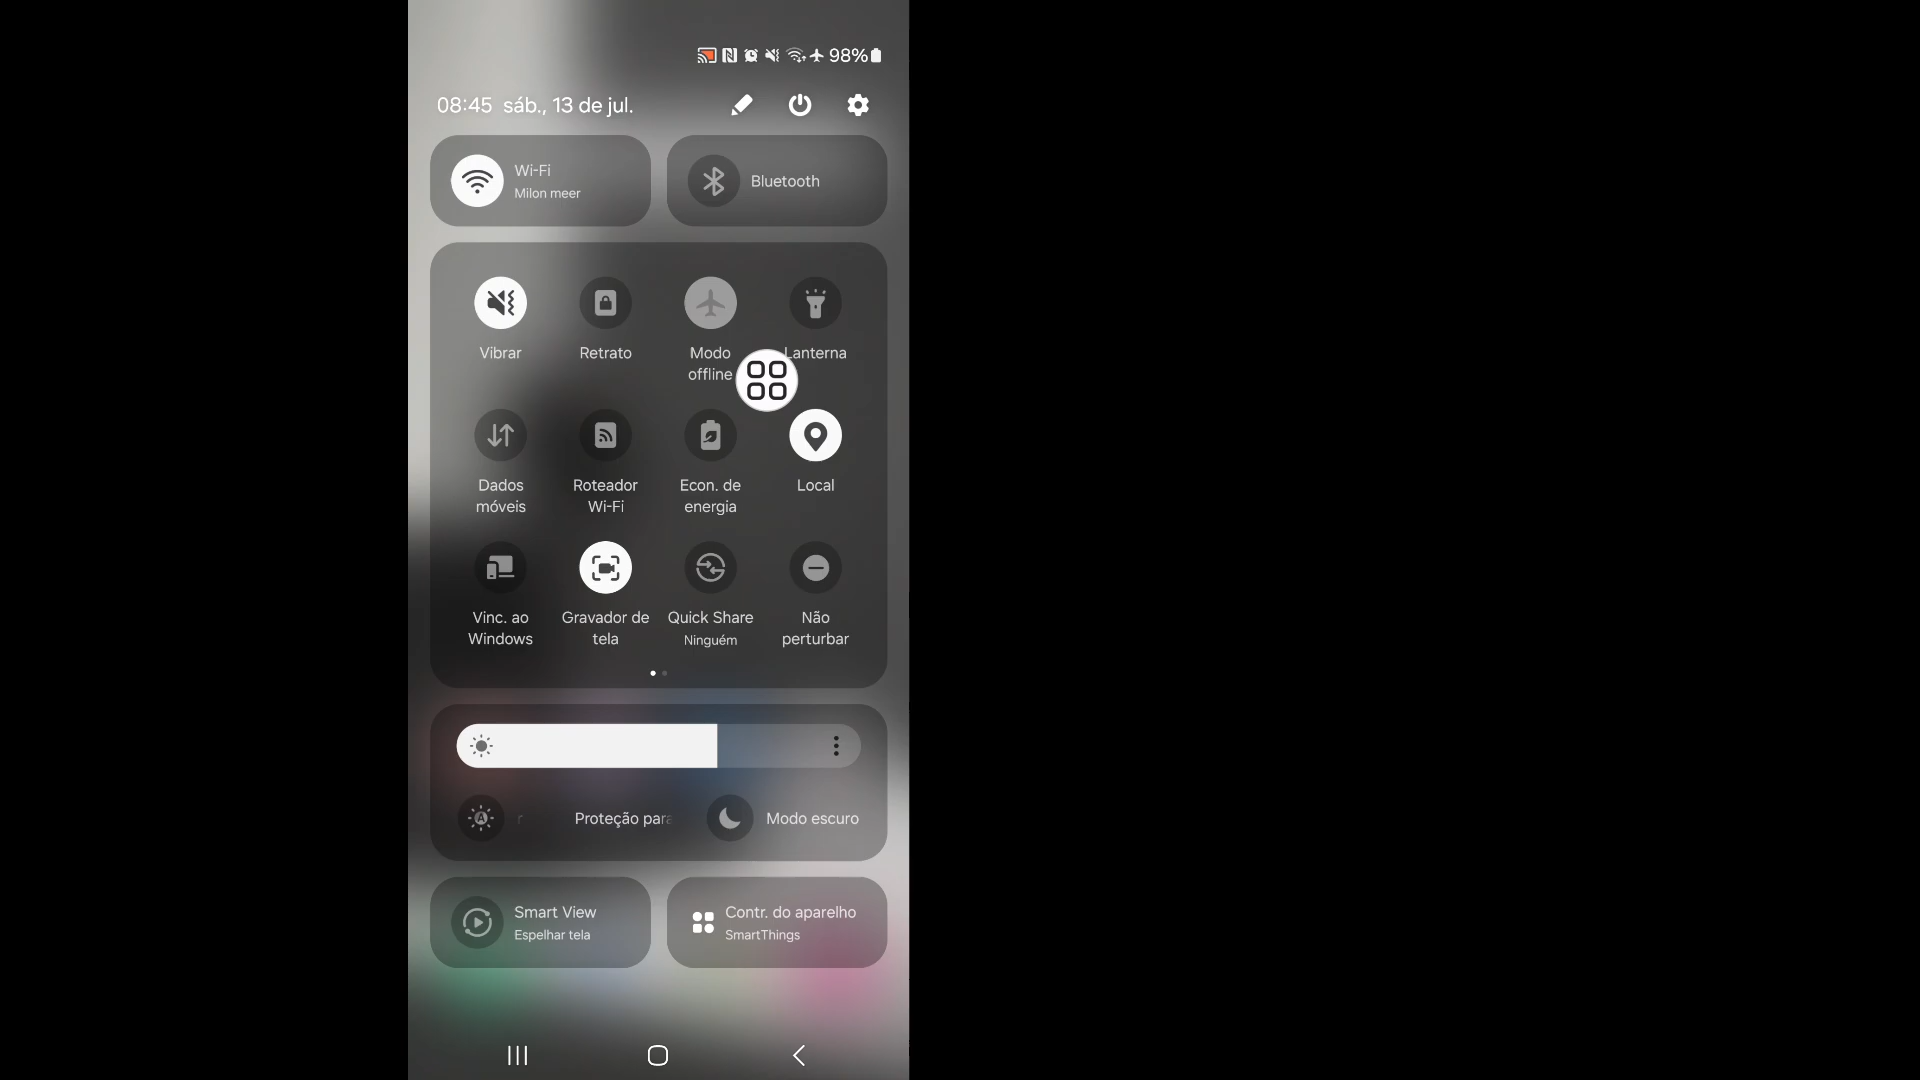 98%
08:45 sáb., 13 de jul.
Wi-Fi
Milon meer
Bluetooth
Vibrar
Retrato
Modo
offline
Lanterna
Dados
móveis
Roteador
Wi-Fi
Econ. de
energia
Local
Vinc. ao
Windows
Gravador de
tela
Quick Share
Ninguém
Não
perturbar
Proteção para
Modo escuro
Smart View
Espelhar tela
Contr. do aparelho
SmartThings